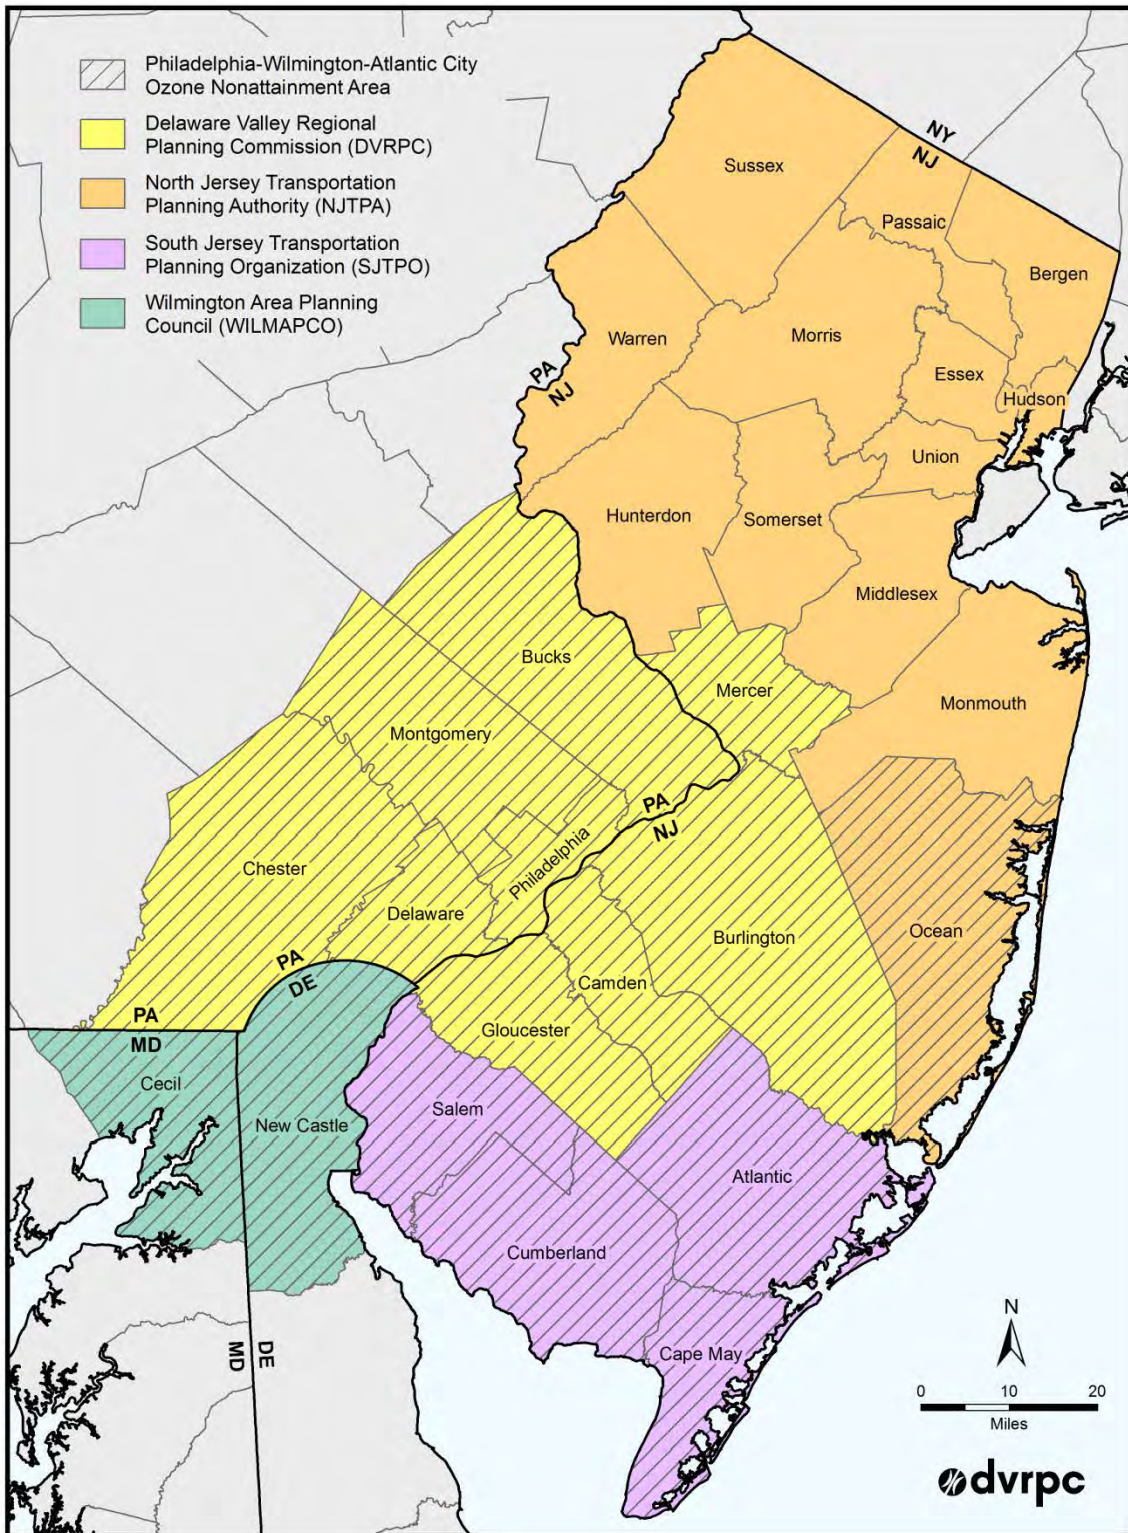 Philadelphia-Wilmington-Atlantic City
Ozone Nonattainment Area
Delaware Valley Regional
Planning Commission (DVRPC)
North Jersey Transportation
Planning Authority (NJTPA)
South Jersey Transportation
Planning Organization (SJTPO)
Wilmington Area Planning
Council (WILMAPCO)
NY
NJ
Sussex
Passaic
Bergen
Warren
Morris
PA
NJ
Essex
Hudson
Union
Hunterdon
Somerset
Middlesex
Bucks
Mercer
Monmouth
Montgomery
PA
NJ
Philadelphia
Chester
Delaware
Burlington
Ocean
PA
DE
Camden
Gloucester
PA
MD
Cecil
New Castle
Salem
Atlantic
Cumberland
MD
DE
Cape May
N
0 10 20
Miles
dvrpc